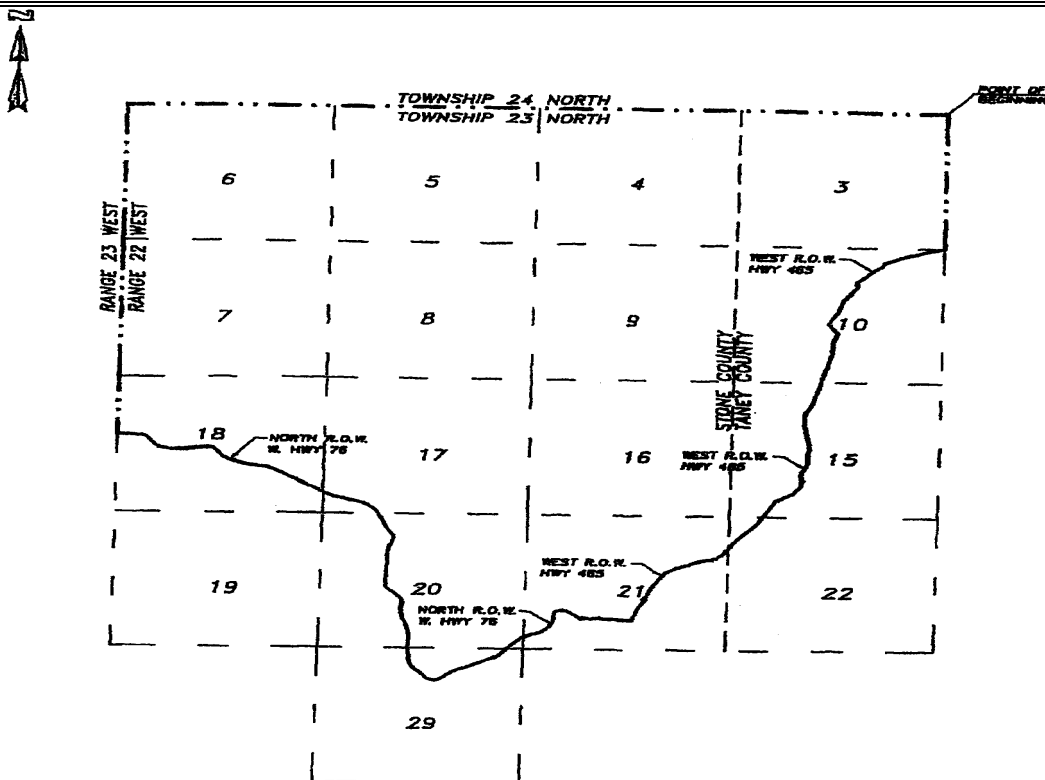 N
TOWNSHIP 24 NORTH
TOWNSHIP 23 NORTH
POINT OF
BEGINNIN
6
5
4
3
RANGE 23 WEST
RANGE 22 WEST
WEST R.O.W.
HWY 465
7
8
9
10
STONE COUNTY
TANEY COUNTY
18
NORTH R.O.W.
W. HWY 76
17
16
WEST R.O.W.
HWY 465
15
WEST R.O.W.
HWY 465
19
20
21
22
NORTH R.O.W.
W. HWY 76
29